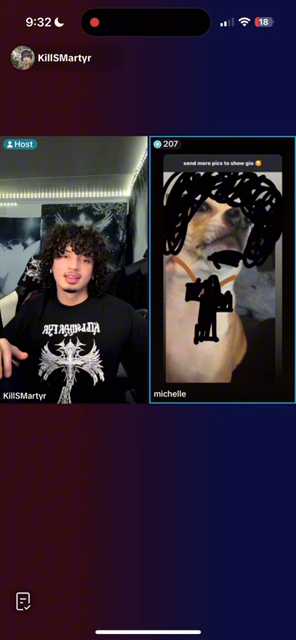 9:32
18
KillSMartyr
Host
207
send more pics to show gio 🥰
KillSMartyr
michelle